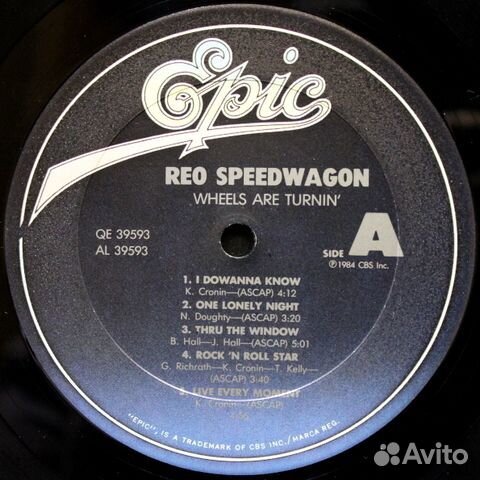 Epic
REO SPEEDWAGON
WHEELS ARE TURNIN'
QE 39593
AL 39593
SIDE A
℗1984 CBS Inc.
1. I DOWANNA KNOW
K. Cronin—(ASCAP) 4:12
2. ONE LONELY NIGHT
N. Doughty—(ASCAP) 3:20
3. THRU THE WINDOW
B. Hall—J. Hall—(ASCAP) 5:01
4. ROCK 'N ROLL STAR
G. Richrath—K. Cronin—T. Kelly—
(ASCAP) 3:40
5. LIVE EVERY MOMENT
K. Cronin—(ASCAP)
"EPIC", IS A TRADEMARK OF CBS INC./MARCA REG.
Avito